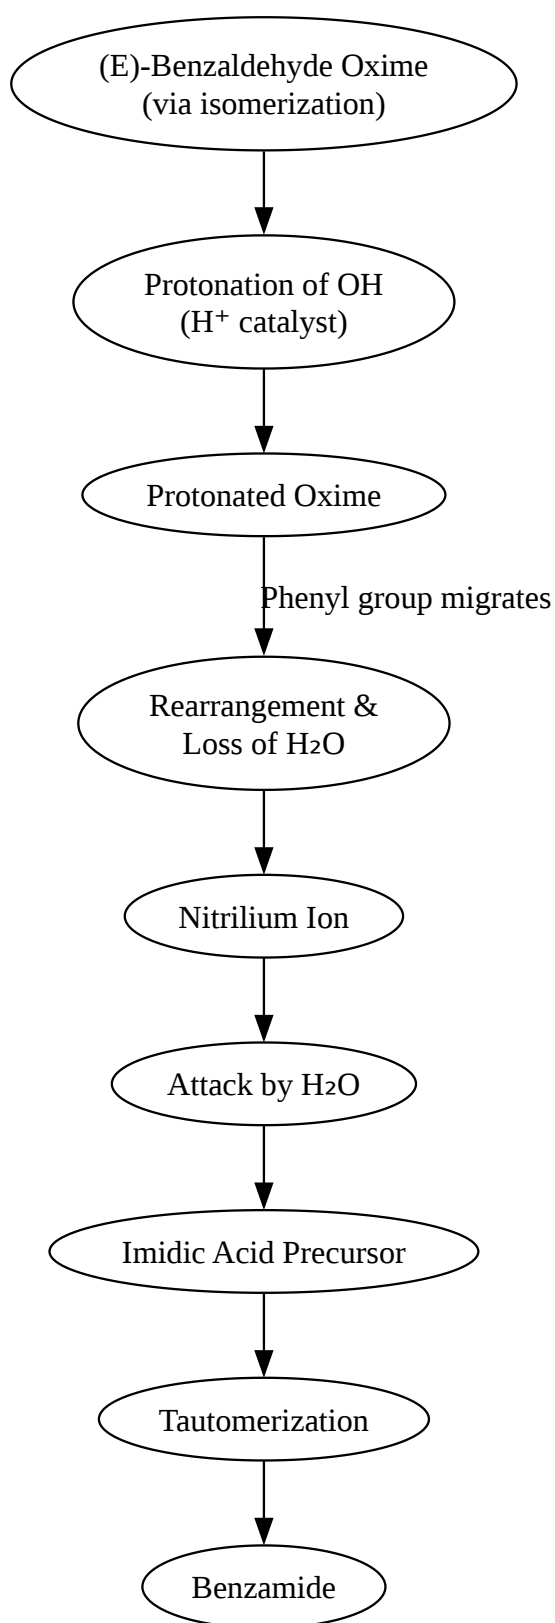 (E)-Benzaldehyde Oxime
(via isomerization)
Protonation of OH
(H⁺ catalyst)
Protonated Oxime
Phenyl group migrates
Rearrangement &
Loss of H₂O
Nitrilium Ion
Attack by H₂O
Imidic Acid Precursor
Tautomerization
Benzamide